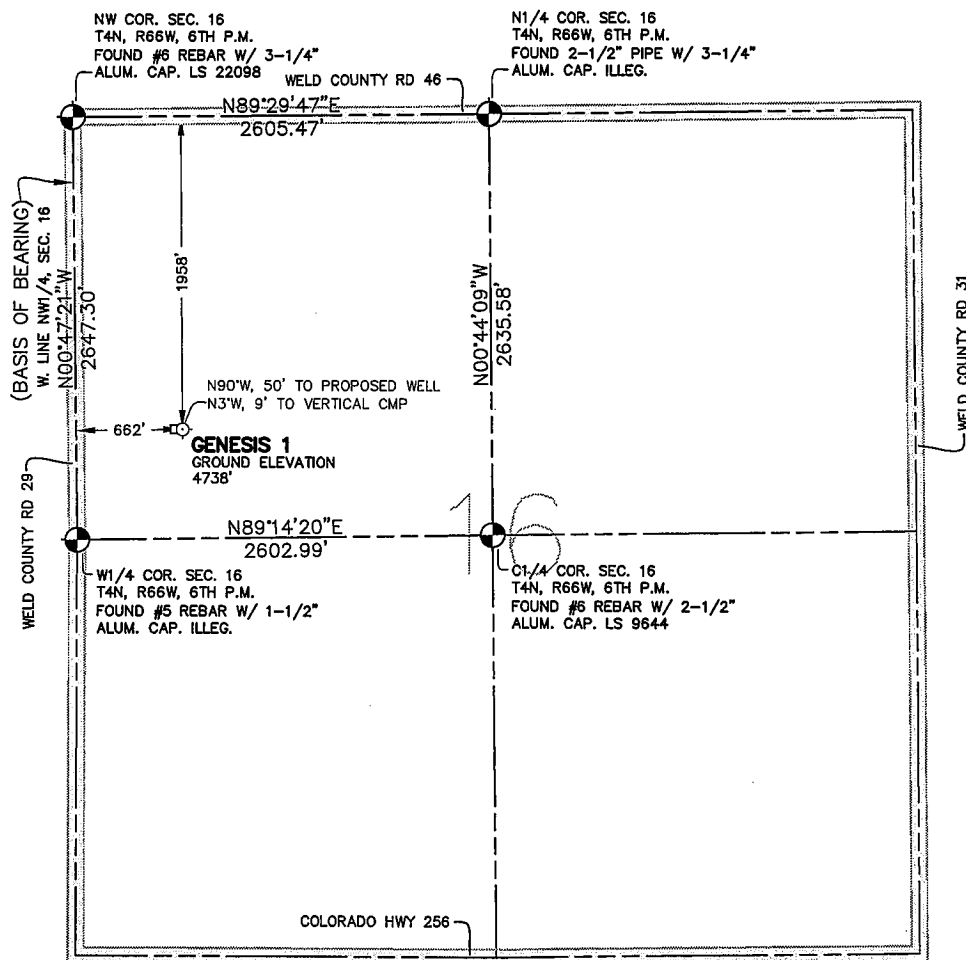 NW COR. SEC. 16
T4N, R66W, 6TH P.M.
FOUND #6 REBAR W/ 3-1/4"
ALUM. CAP. LS 22098
N1/4 COR. SEC. 16
T4N, R66W, 6TH P.M.
FOUND 2-1/2" PIPE W/ 3-1/4"
ALUM. CAP. ILLEG.
WELD COUNTY RD 46
N89°29'47"E
2605.47'
(BASIS OF BEARING)
W. LINE NW1/4, SEC. 16
N00°47'21"W
2647.30'
1958'
N00°44'09"W
2635.58'
WELD COUNTY RD 31
N90°W, 50' TO PROPOSED WELL
N3°W, 9' TO VERTICAL CMP
662'
GENESIS 1
GROUND ELEVATION
4738'
WELD COUNTY RD 29
16
N89°14'20"E
2602.99'
W1/4 COR. SEC. 16
T4N, R66W, 6TH P.M.
FOUND #5 REBAR W/ 1-1/2"
ALUM. CAP. ILLEG.
C1/4 COR. SEC. 16
T4N, R66W, 6TH P.M.
FOUND #6 REBAR W/ 2-1/2"
ALUM. CAP. LS 9644
COLORADO HWY 256